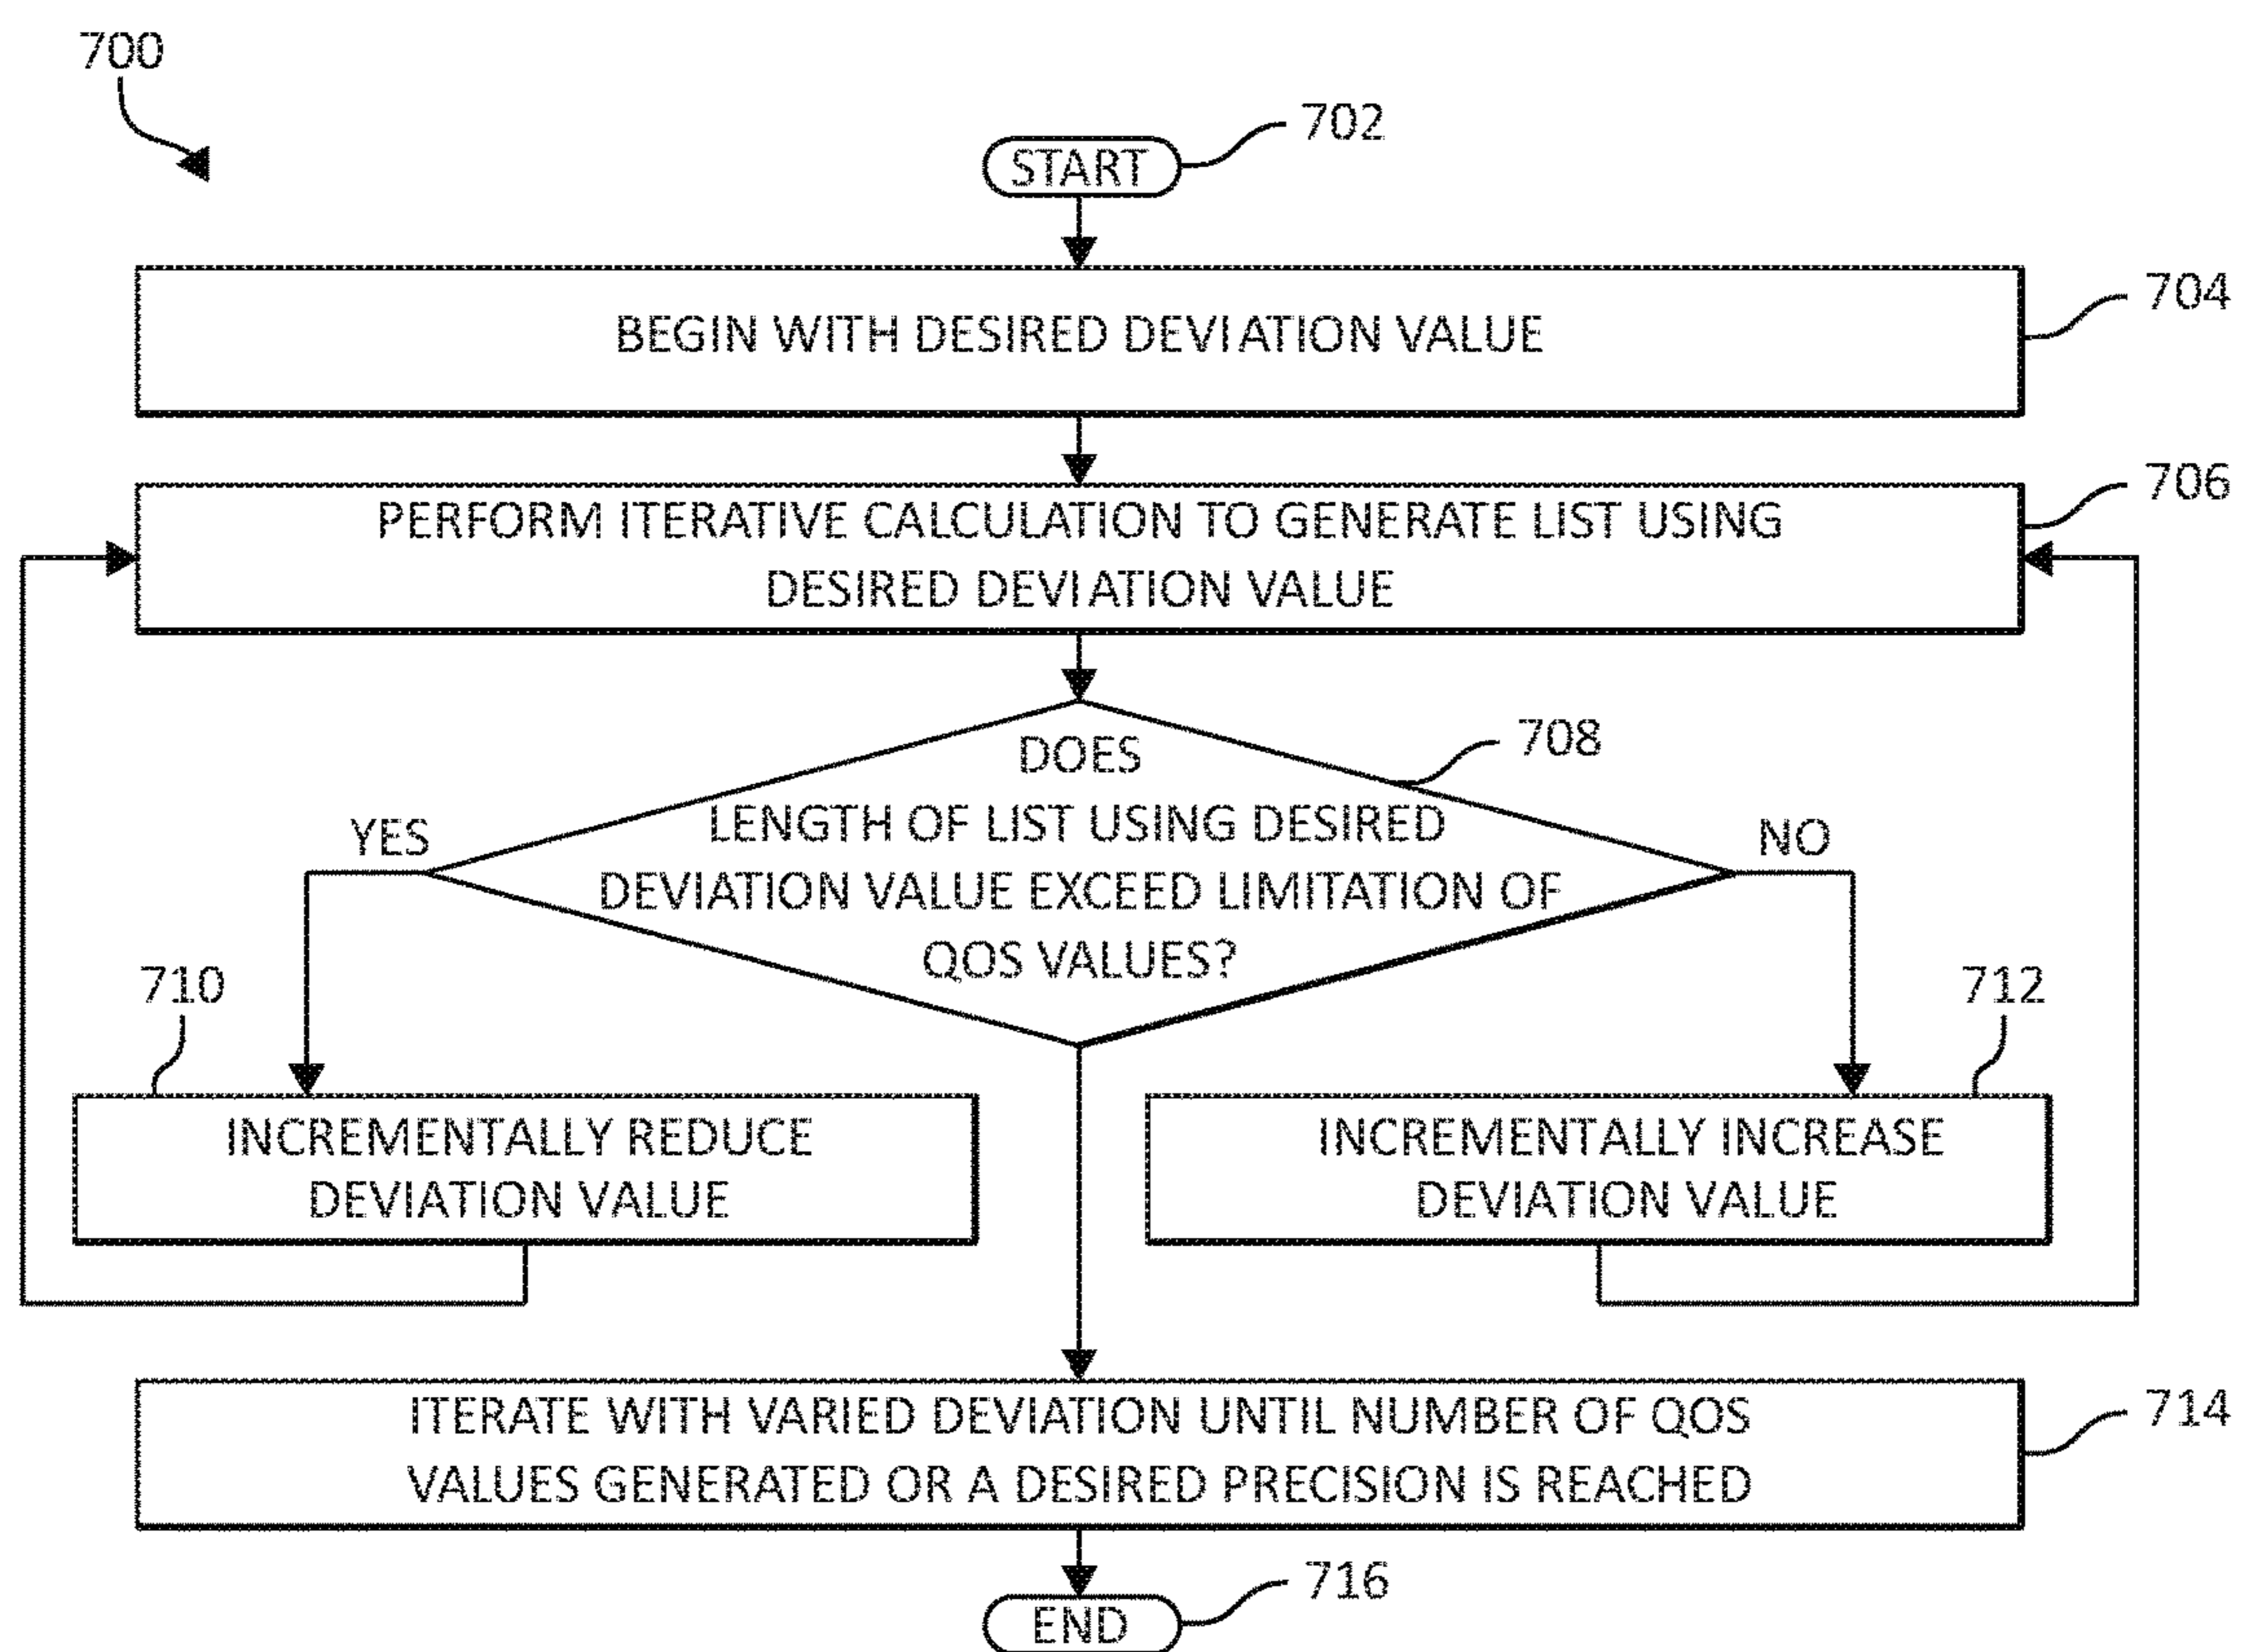 700
702
START
BEGIN WITH DESIRED DEVIATION VALUE
704
PERFORM ITERATIVE CALCULATION TO GENERATE LIST USING
DESIRED DEVIATION VALUE
706
DOES
LENGTH OF LIST USING DESIRED
DEVIATION VALUE EXCEED LIMITATION OF
QOS VALUES?
708
YES
NO
710
INCREMENTALLY REDUCE
DEVIATION VALUE
712
INCREMENTALLY INCREASE
DEVIATION VALUE
ITERATE WITH VARIED DEVIATION UNTIL NUMBER OF QOS
VALUES GENERATED OR A DESIRED PRECISION IS REACHED
714
716
END